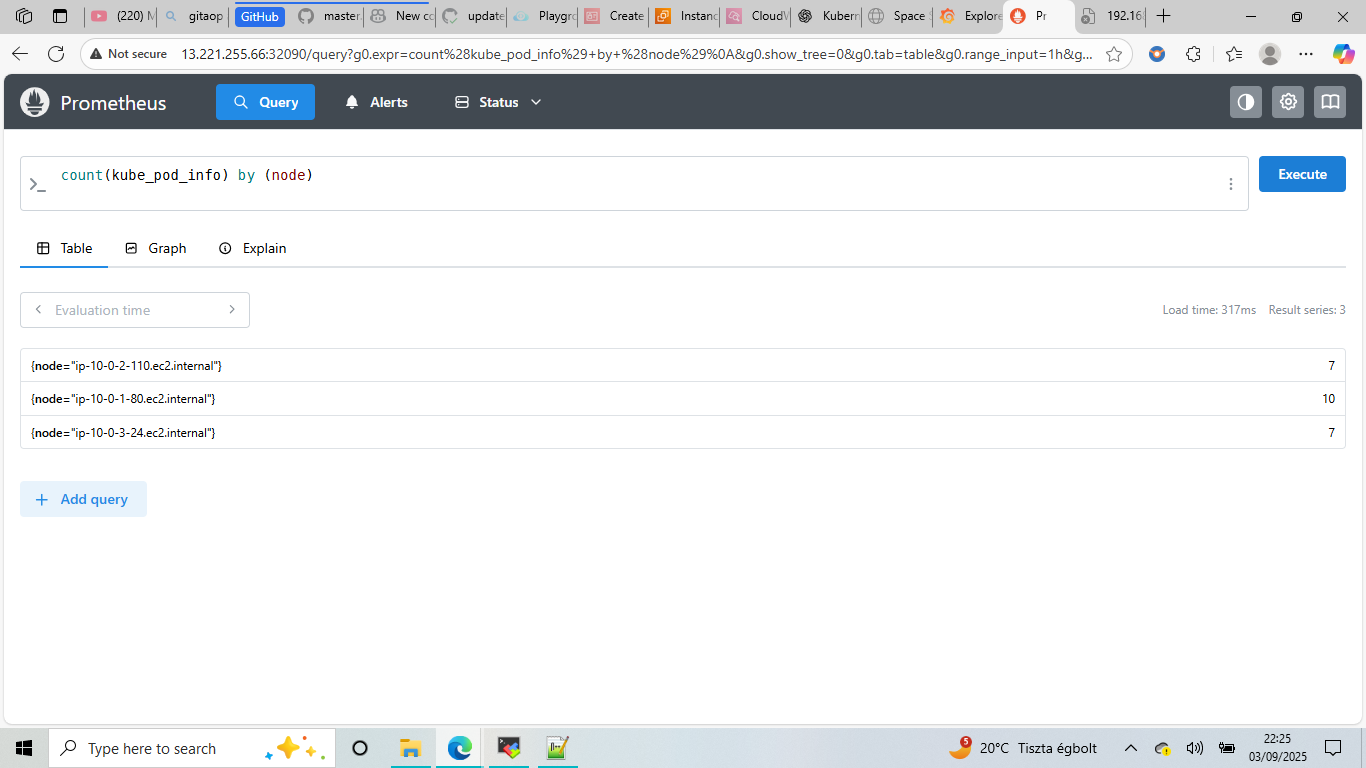 (220) M
gitaop
GitHub
master.
New cc
update
Playgro
Create
Instanc
CloudV
Kubern
Space S
Explore
Pr
192.16
Not secure
13.221.255.66:32090/query?g0.expr=count%28kube_pod_info%29+by+%28node%29%0A&g0.show_tree=0&g0.tab=table&g0.range_input=1h&g...
Prometheus
Query
Alerts
Status
>_ count(kube_pod_info) by (node)
Execute
Table
Graph
Explain
Evaluation time
Load time: 317ms Result series: 3
{node="ip-10-0-2-110.ec2.internal"} 7
{node="ip-10-0-1-80.ec2.internal"} 10
{node="ip-10-0-3-24.ec2.internal"} 7
+ Add query
Type here to search
5
20°C Tiszta égbolt
22:25
03/09/2025